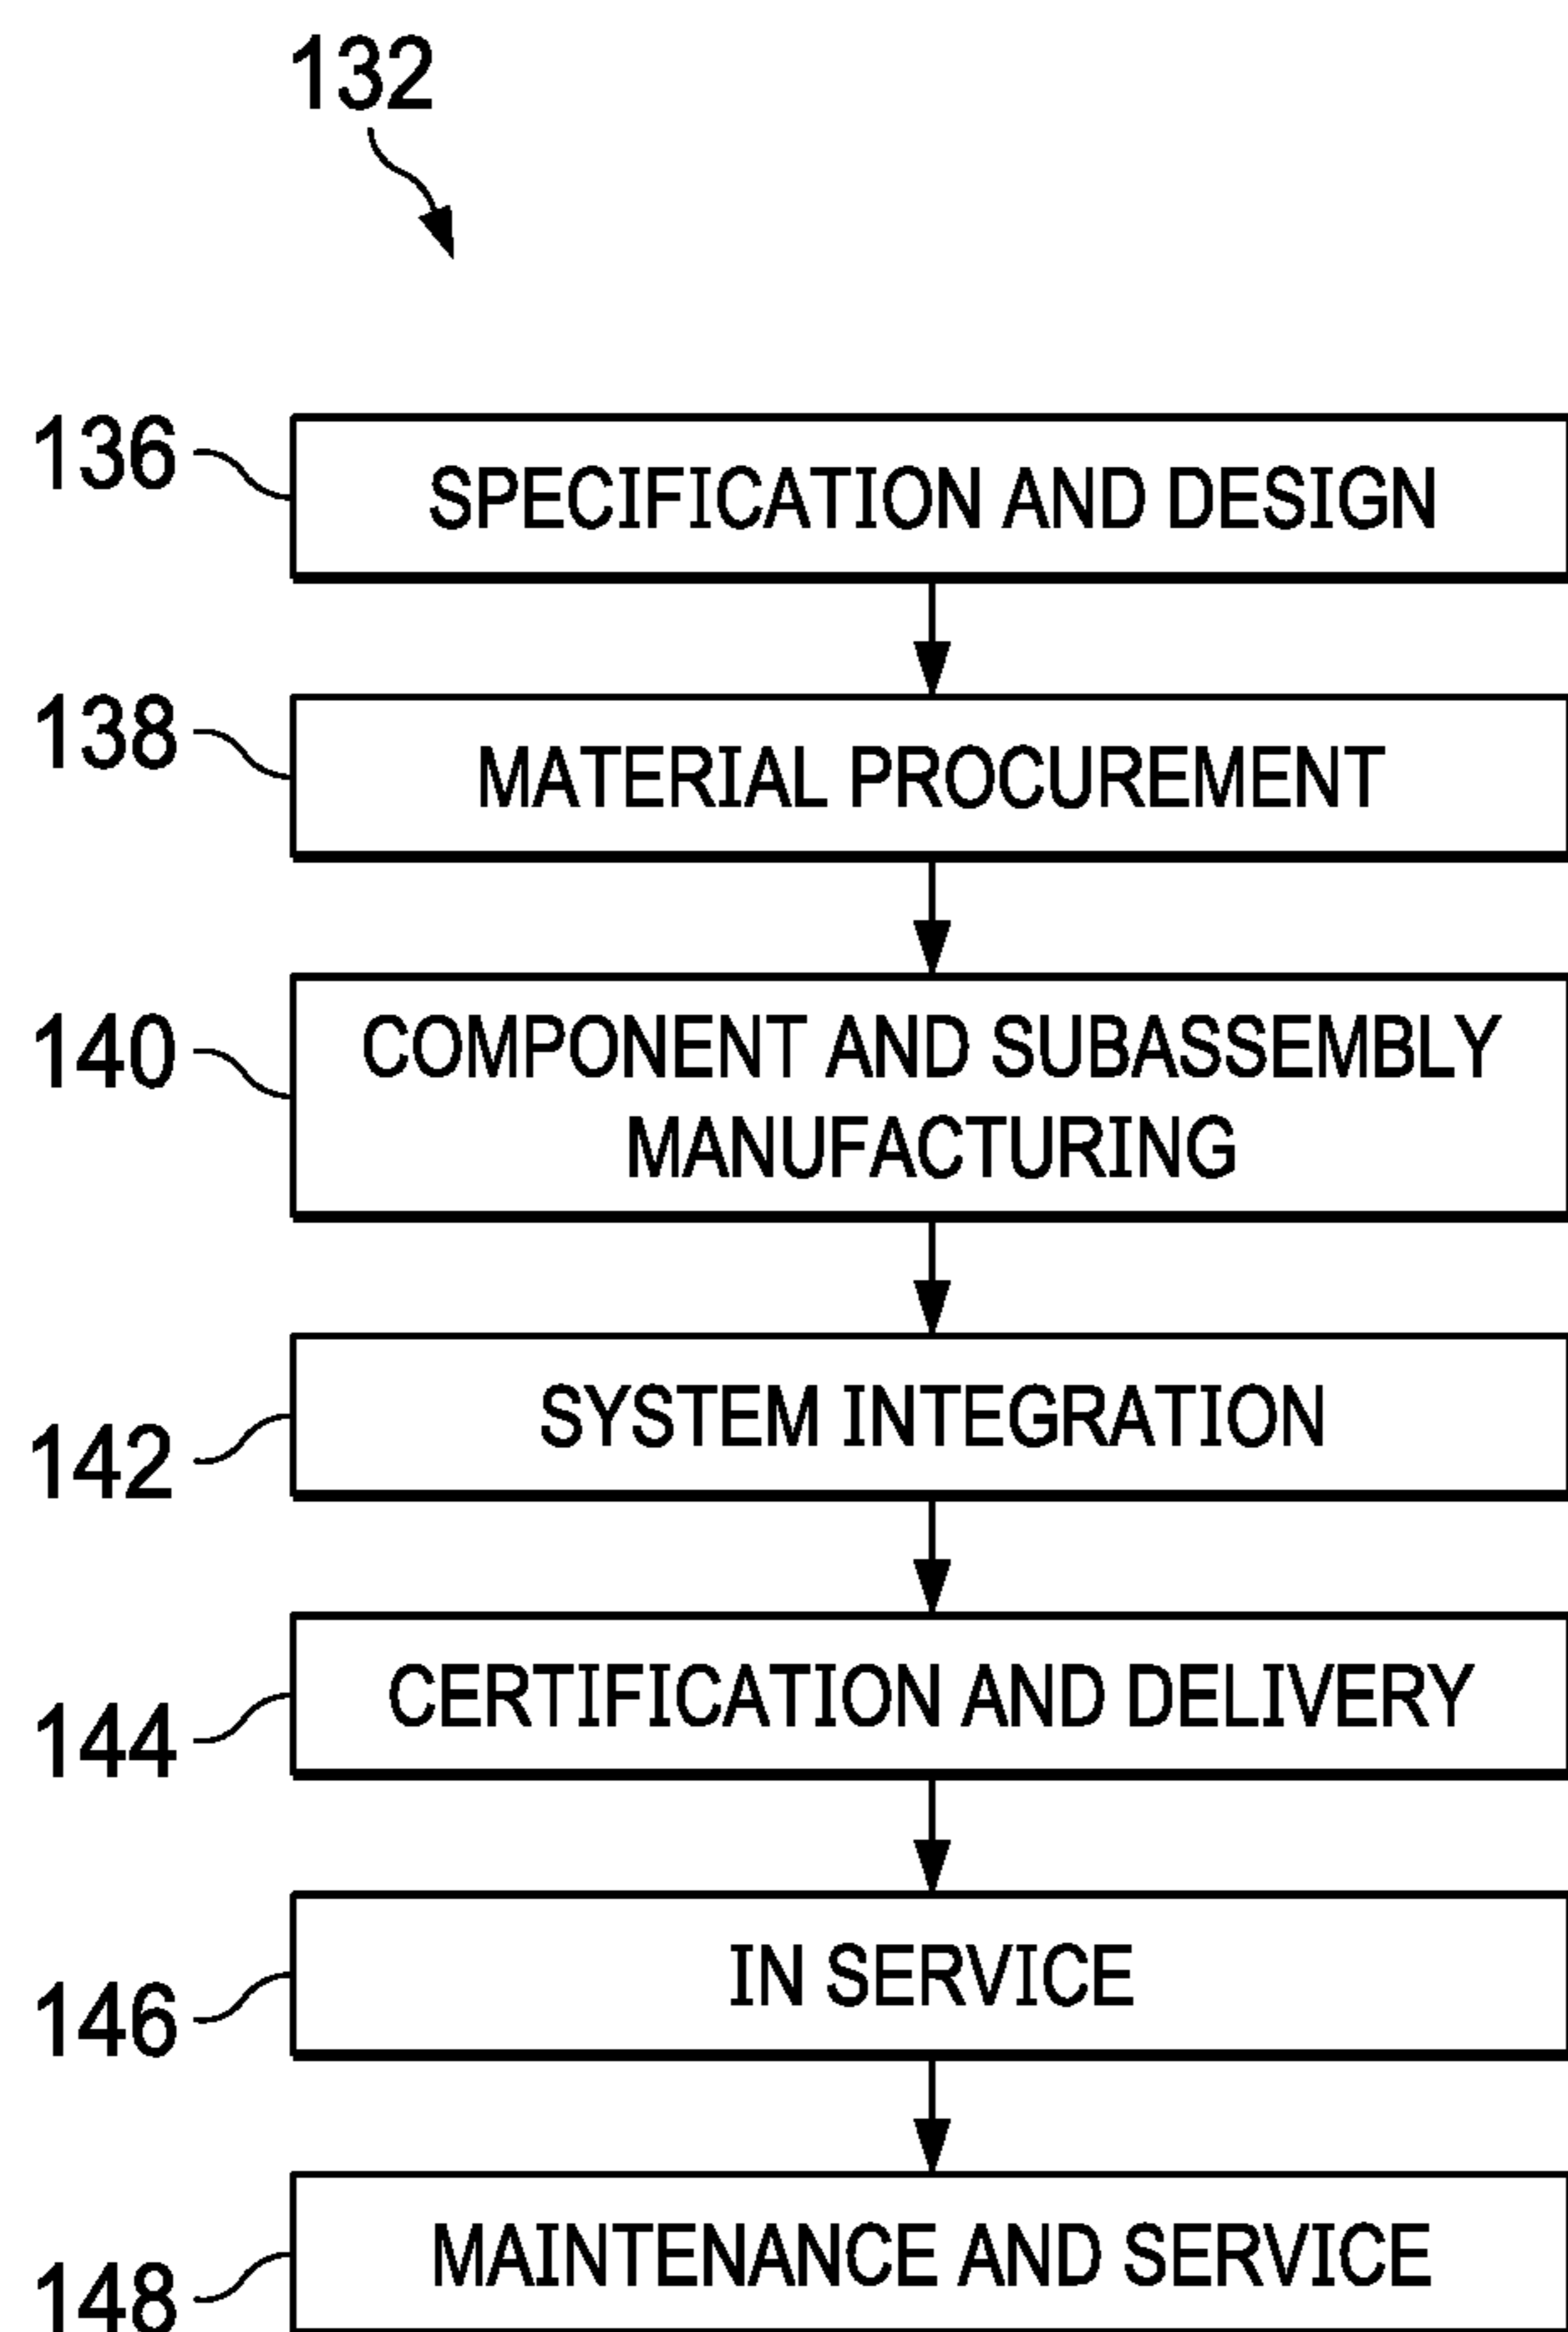 132
136
SPECIFICATION AND DESIGN
138
MATERIAL PROCUREMENT
140
COMPONENT AND SUBASSEMBLY
MANUFACTURING
142
SYSTEM INTEGRATION
144
CERTIFICATION AND DELIVERY
146
IN SERVICE
148
MAINTENANCE AND SERVICE